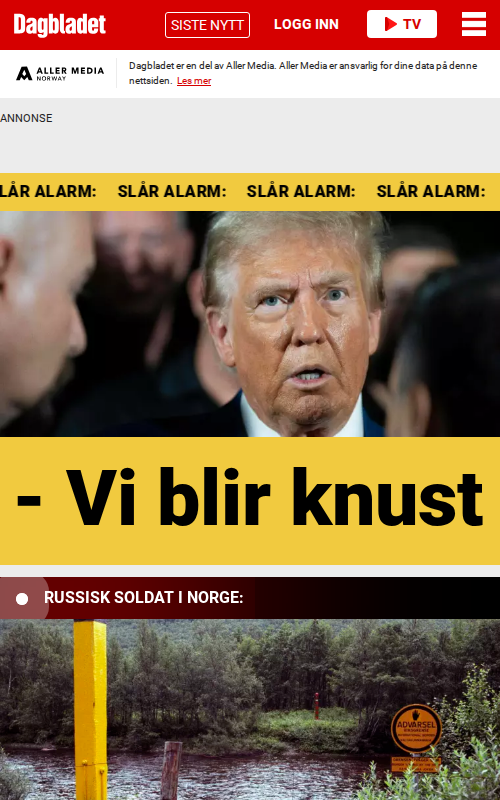 Dagbladet
SISTE NYTT
LOGG INN
TV
ALLER MEDIA
NORWAY
Dagbladet er en del av Aller Media. Aller Media er ansvarlig for dine data på denne
nettsiden. Les mer
ANNONSE
LÅR ALARM: SLÅR ALARM: SLÅR ALARM: SLÅR ALARM:
- Vi blir knust
RUSSISK SOLDAT I NORGE:
ADVARSEL